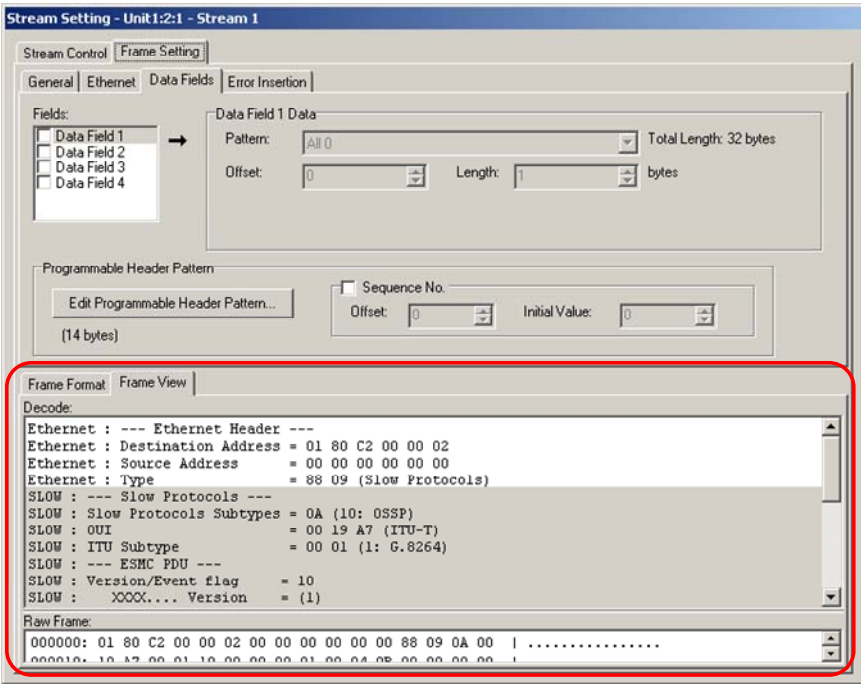 Stream Setting - Unit1:2:1 - Stream 1
Stream Control Frame Setting
General Ethernet Data Fields Error Insertion
Fields:
Data Field 1
Data Field 2
Data Field 3
Data Field 4
Data Field 1 Data
Pattern: All 0 Total Length: 32 bytes
Offset: 0 Length: 1 bytes
Programmable Header Pattern
Edit Programmable Header Pattern...
(14 bytes)
Sequence No.
Offset: 0 Initial Value: 0
Frame Format Frame View
Decode:
Ethernet : --- Ethernet Header ---
Ethernet : Destination Address = 01 80 C2 00 00 02
Ethernet : Source Address = 00 00 00 00 00 00
Ethernet : Type = 88 09 (Slow Protocols)
SLOW : --- Slow Protocols ---
SLOW : Slow Protocols Subtypes = 0A (10: OSSP)
SLOW : OUI = 00 19 A7 (ITU-T)
SLOW : ITU Subtype = 00 01 (1: G.8264)
SLOW : --- ESMC PDU ---
SLOW : Version/Event flag = 10
SLOW : XXXX.... Version = (1)
Raw Frame:
000000: 01 80 C2 00 00 02 00 00 00 00 00 00 88 09 0A 00 | ................